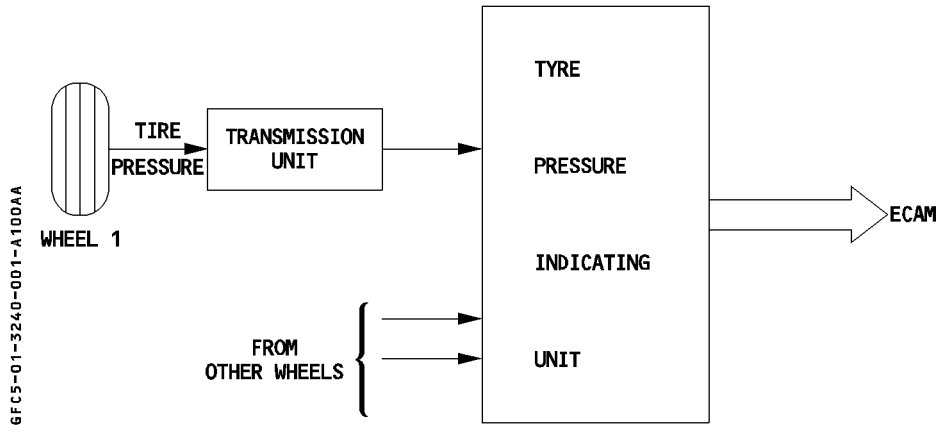 TYRE
PRESSURE
INDICATING
UNIT
TIRE
PRESSURE
TRANSMISSION
UNIT
WHEEL 1
ECAM
FROM
OTHER WHEELS
GFC5-01-3240-001-A100AA